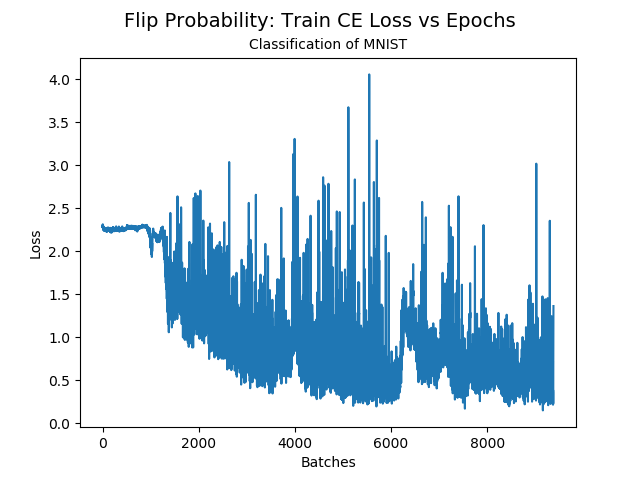 Flip Probability: Train CE Loss vs Epochs
Classification of MNIST
4.0
3.5
3.0
2.5
2.0
1.5
1.0
0.5
0.0
Loss
0 2000 4000 6000 8000
Batches